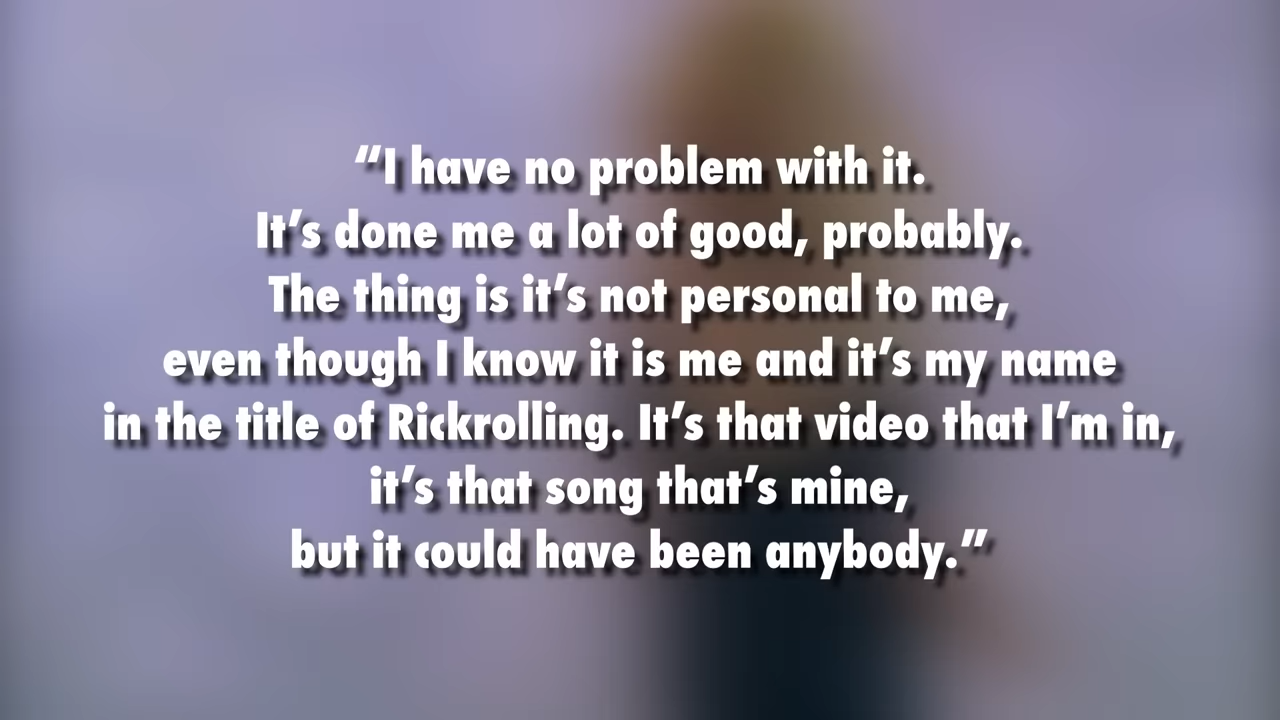 “I have no problem with it.
It’s done me a lot of good, probably.
The thing is it’s not personal to me,
even though I know it is me and it’s my name
in the title of Rickrolling. It’s that video that I’m in,
it’s that song that’s mine,
but it could have been anybody.”